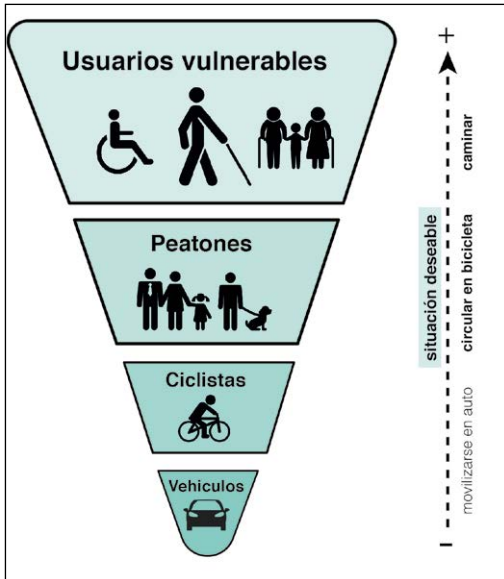 Usuarios vulnerables
Peatones
Ciclistas
Vehiculos
+
caminar
circular en bicicleta
situación deseable
movilizarse en auto
−